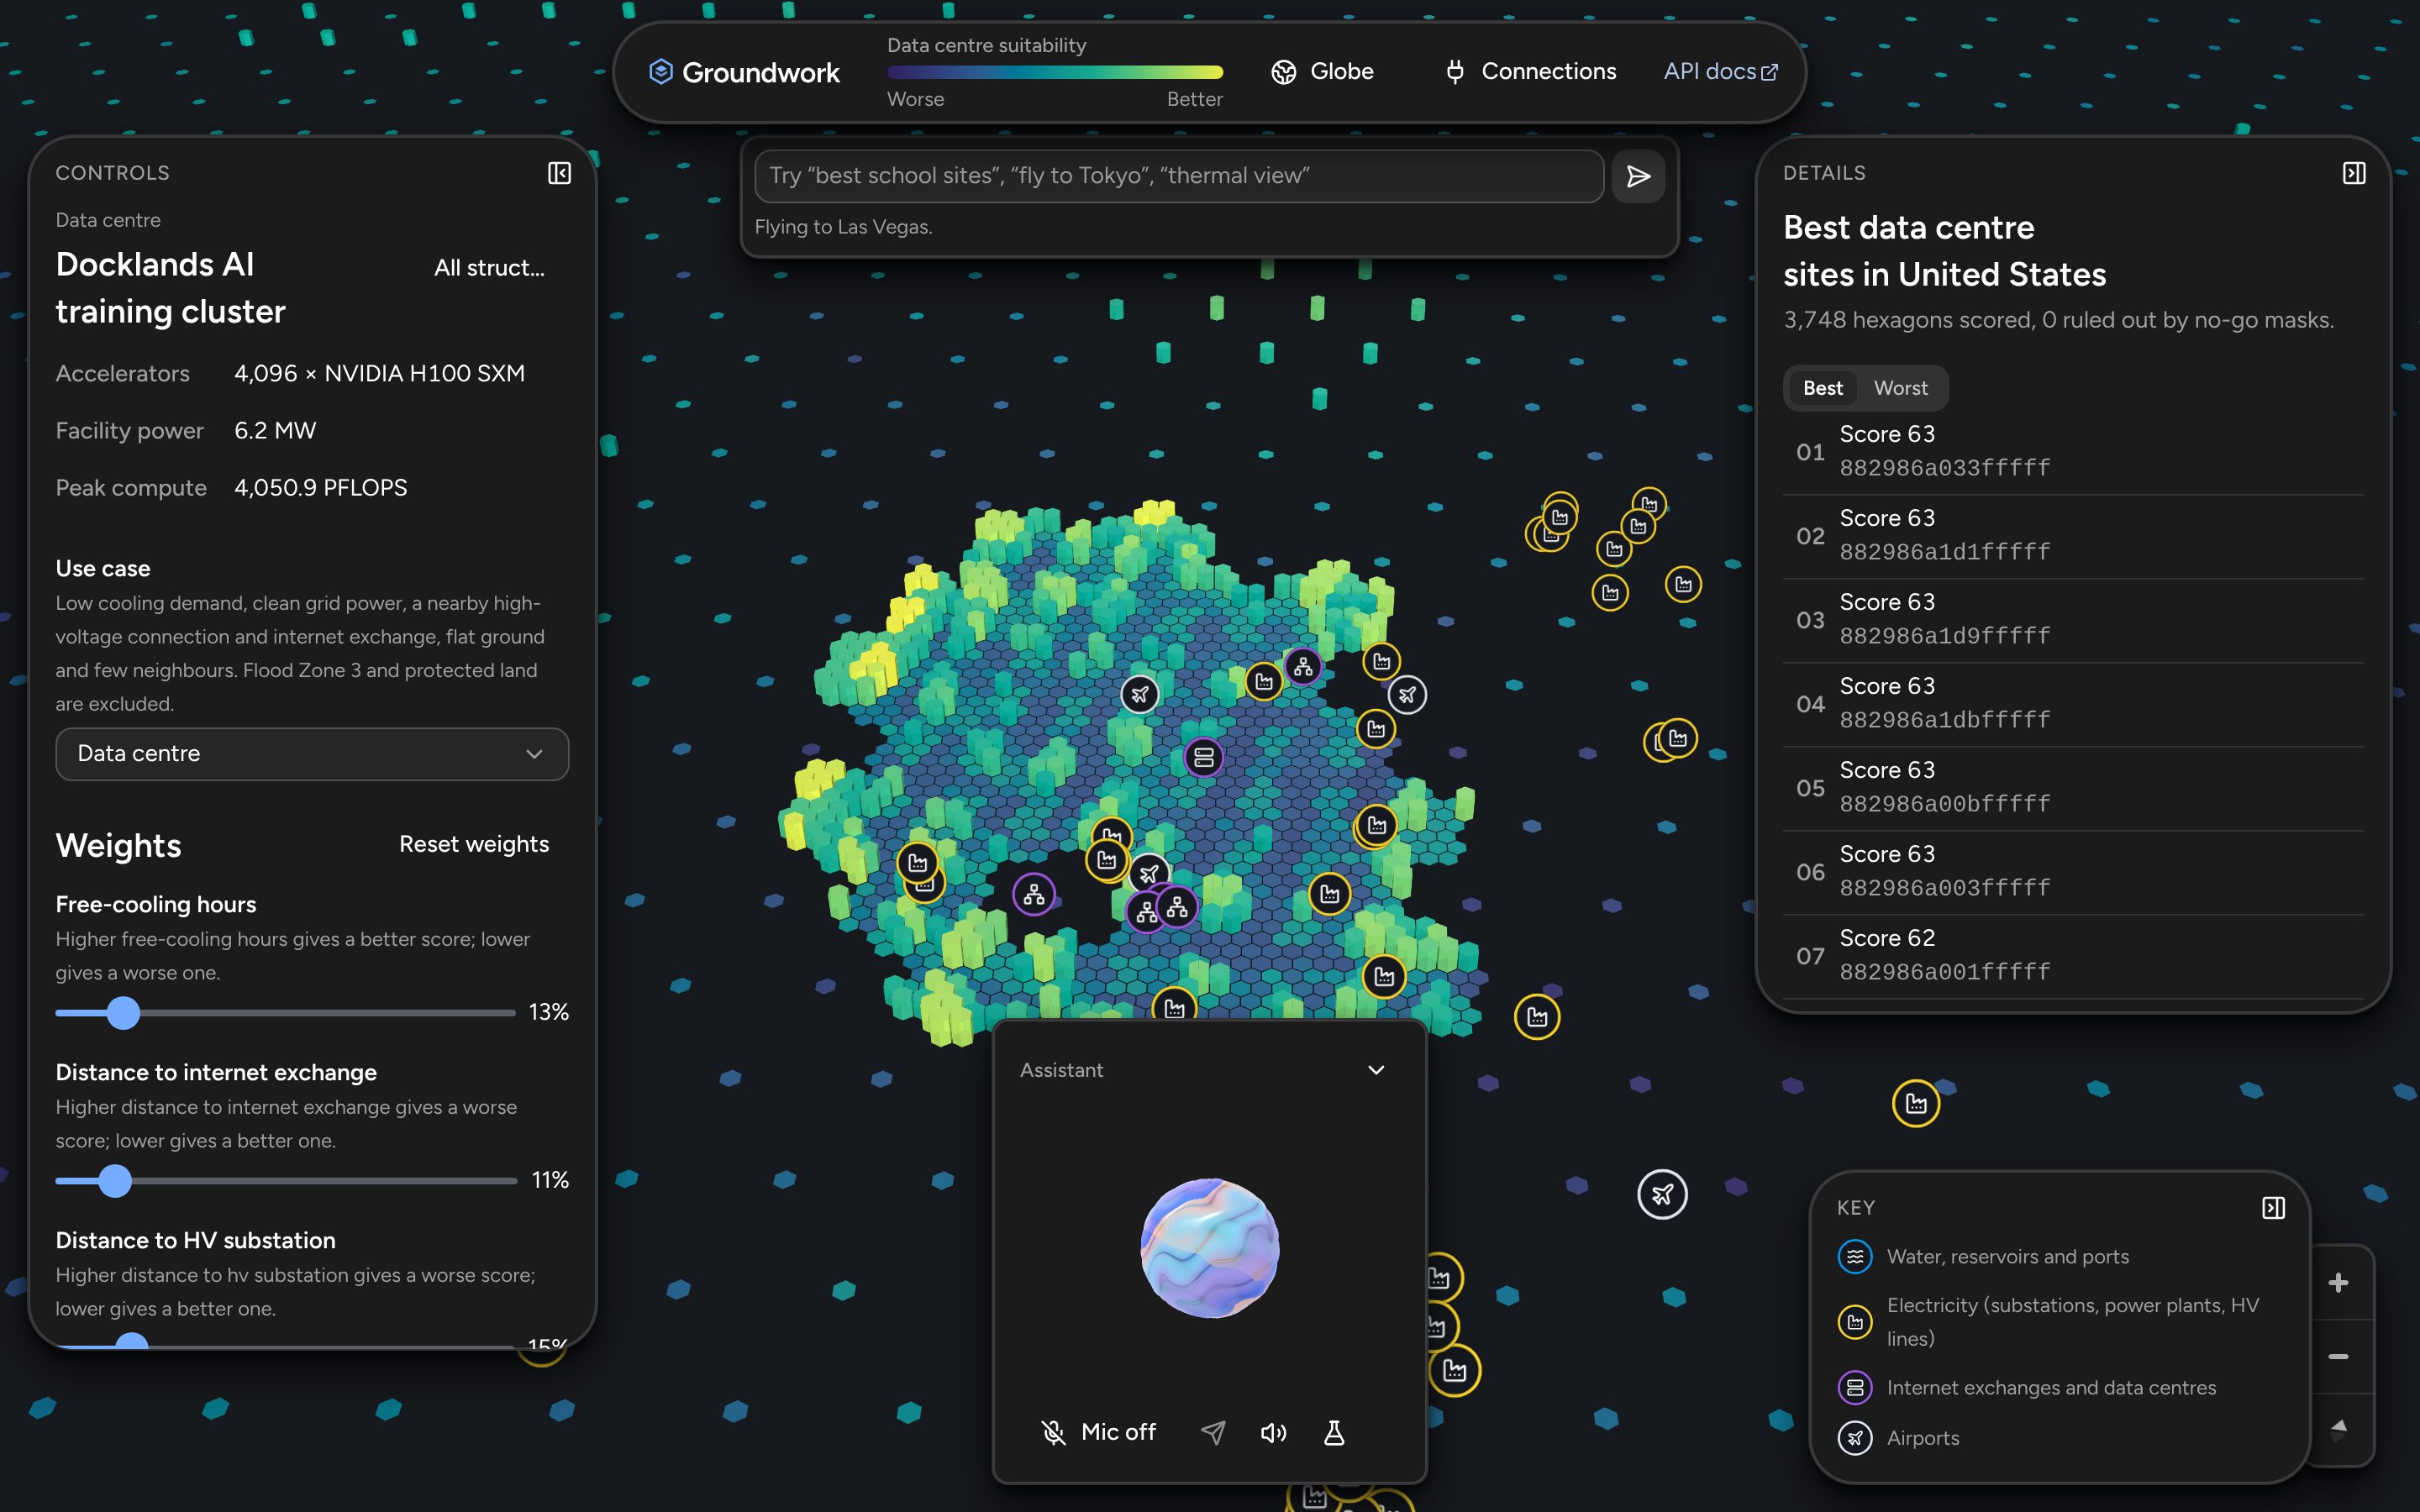 Groundwork
Data centre suitability
Worse
Better
Globe
Connections
API docs
Try “best school sites”, “fly to Tokyo”, “thermal view”
Flying to Las Vegas.
CONTROLS
Data centre
Docklands AI
training cluster
All struct...
Accelerators 4,096 × NVIDIA H100 SXM
Facility power 6.2 MW
Peak compute 4,050.9 PFLOPS
Use case
Low cooling demand, clean grid power, a nearby high-
voltage connection and internet exchange, flat ground
and few neighbours. Flood Zone 3 and protected land
are excluded.
Data centre
Weights
Reset weights
Free-cooling hours
Higher free-cooling hours gives a better score; lower
gives a worse one.
13%
Distance to internet exchange
Higher distance to internet exchange gives a worse
score; lower gives a better one.
11%
Distance to HV substation
Higher distance to hv substation gives a worse score;
lower gives a better one.
15%
Assistant
Mic off
DETAILS
Best data centre
sites in United States
3,748 hexagons scored, 0 ruled out by no-go masks.
Best Worst
01 Score 63
882986a033fffff
02 Score 63
882986a1d1fffff
03 Score 63
882986a1d9fffff
04 Score 63
882986a1dbfffff
05 Score 63
882986a00bfffff
06 Score 63
882986a003fffff
07 Score 62
882986a001fffff
KEY
Water, reservoirs and ports
Electricity (substations, power plants, HV
lines)
Internet exchanges and data centres
Airports